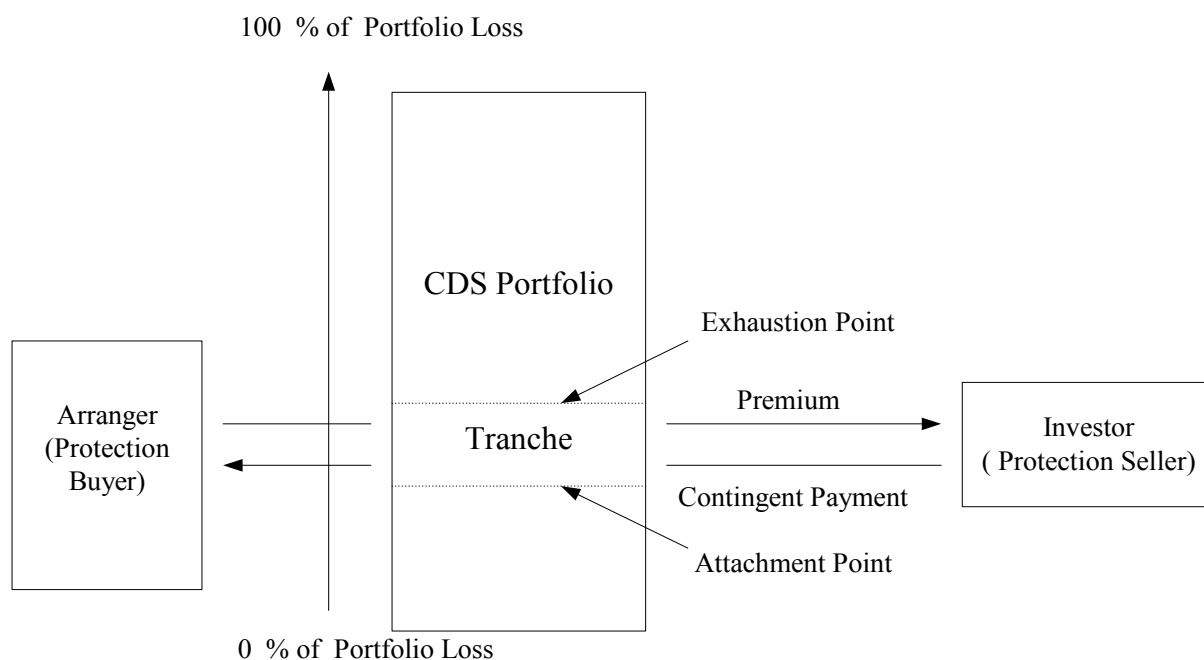 100 % of Portfolio Loss
CDS Portfolio
Exhaustion Point
Arranger
(Protection
Buyer)
Tranche
Premium
Investor
( Protection Seller)
Contingent Payment
Attachment Point
0 % of Portfolio Loss